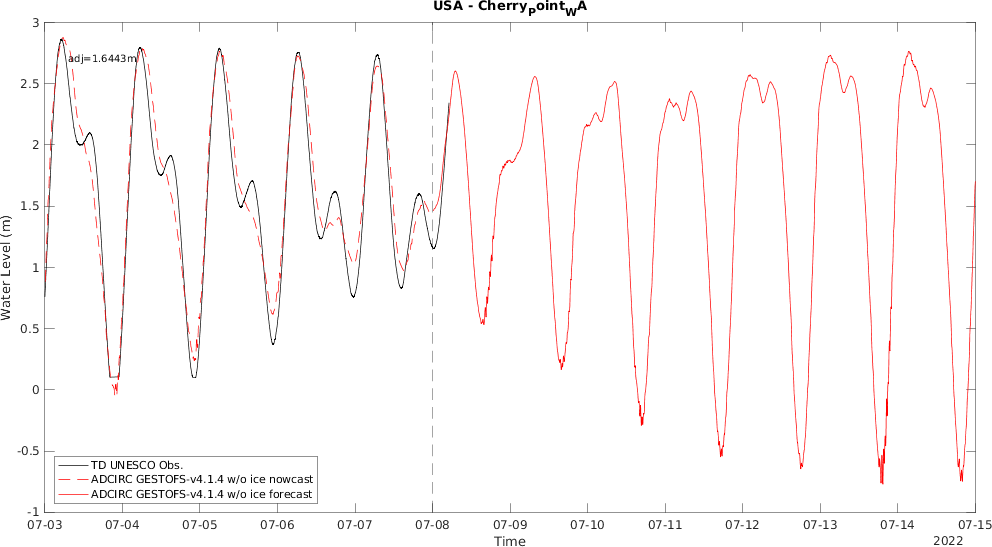 USA - CherryPointWA
adj=1.6443m
3
2.5
2
1.5
1
0.5
0
-0.5
-1
Water Level (m)
TD UNESCO Obs.
ADCIRC GESTOFS-v4.1.4 w/o ice nowcast
ADCIRC GESTOFS-v4.1.4 w/o ice forecast
07-03 07-04 07-05 07-06 07-07 07-08 07-09 07-10 07-11 07-12 07-13 07-14 07-15
Time
2022